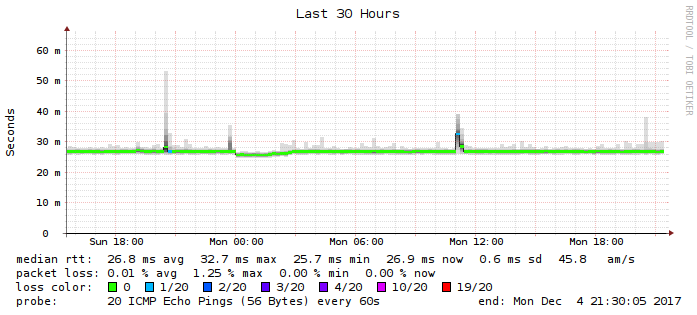 Last 30 Hours
RRDTOOL / TOBI OETIKER
Seconds
60 m
50 m
40 m
30 m
20 m
10 m
0
Sun 18:00 Mon 00:00 Mon 06:00 Mon 12:00 Mon 18:00
median rtt: 26.8 ms avg 32.7 ms max 25.7 ms min 26.9 ms now 0.6 ms sd 45.8 am/s
packet loss: 0.01 % avg 1.25 % max 0.00 % min 0.00 % now
loss color: 0 1/20 2/20 3/20 4/20 10/20 19/20
probe: 20 ICMP Echo Pings (56 Bytes) every 60s end: Mon Dec 4 21:30:05 2017